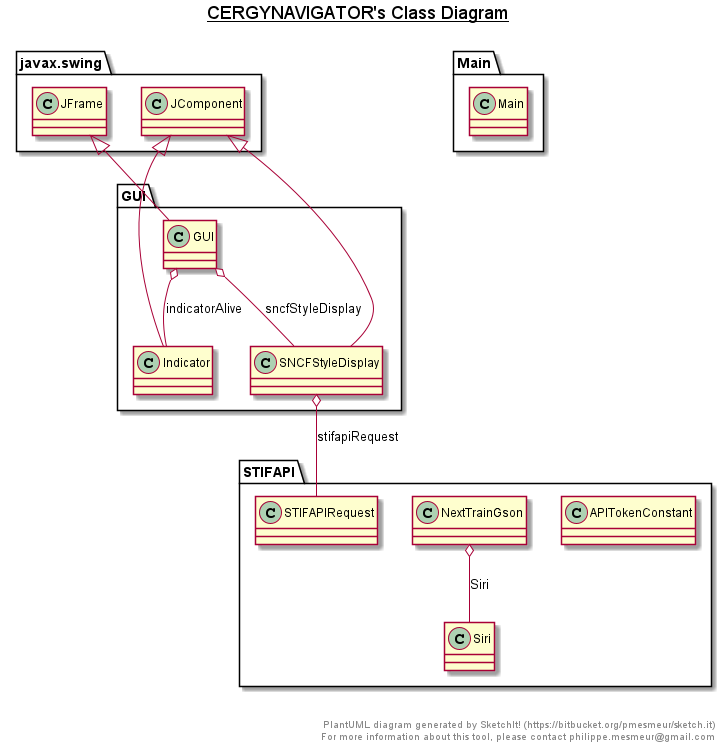 CERGYNAVIGATOR's Class Diagram
javax.swing
Main
C JFrame
C JComponent
C Main
GUI
C GUI
indicatorAlive
sncfStyleDisplay
C Indicator
C SNCFStyleDisplay
stifapiRequest
STIFAPI
C STIFAPIRequest
C NextTrainGson
C APITokenConstant
Siri
C Siri
PlantUML diagram generated by SketchIt! (https://bitbucket.org/pmesmeur/sketch.it)
For more information about this tool, please contact philippe.mesmeur@gmail.com